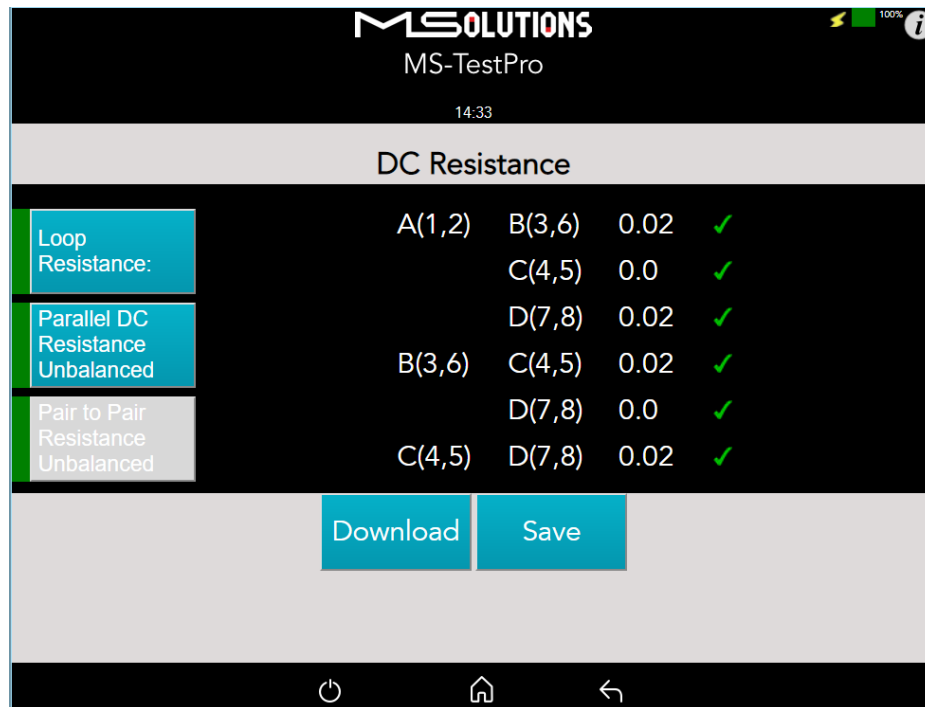 MSOLUTIONS
100%
i
MS-TestPro
14:33
DC Resistance
Loop
Resistance:
Parallel DC
Resistance
Unbalanced
Pair to Pair
Resistance
Unbalanced
A(1,2) B(3,6) 0.02 ✓
C(4,5) 0.0 ✓
D(7,8) 0.02 ✓
B(3,6) C(4,5) 0.02 ✓
D(7,8) 0.0 ✓
C(4,5) D(7,8) 0.02 ✓
Download
Save